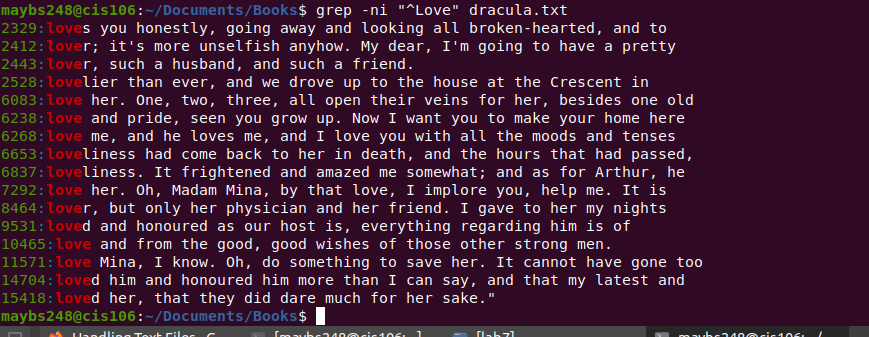 maybs248@cis106:~/Documents/Books$ grep -ni "^Love" dracula.txt
2329:loves you honestly, going away and looking all broken-hearted, and to
2412:lover; it's more unselfish anyhow. My dear, I'm going to have a pretty
2443:lover, such a husband, and such a friend.
2528:lovelier than ever, and we drove up to the house at the Crescent in
6083:love her. One, two, three, all open their veins for her, besides one old
6238:love and pride, seen you grow up. Now I want you to make your home here
6268:love me, and he loves me, and I love you with all the moods and tenses
6653:loveliness had come back to her in death, and the hours that had passed,
6837:loveliness. It frightened and amazed me somewhat; and as for Arthur, he
7292:love her. Oh, Madam Mina, by that love, I implore you, help me. It is
8464:lover, but only her physician and her friend. I gave to her my nights
9531:loved and honoured as our host is, everything regarding him is of
10465:love and from the good, good wishes of those other strong men.
11571:love Mina, I know. Oh, do something to save her. It cannot have gone too
14704:loved him and honoured him more than I can say, and that my latest and
15418:loved her, that they did dare much for her sake."
maybs248@cis106:~/Documents/Books$
Handling Text Files - C [maybs248@cis106: ~] [lab7] maybs248@cis106: ~/